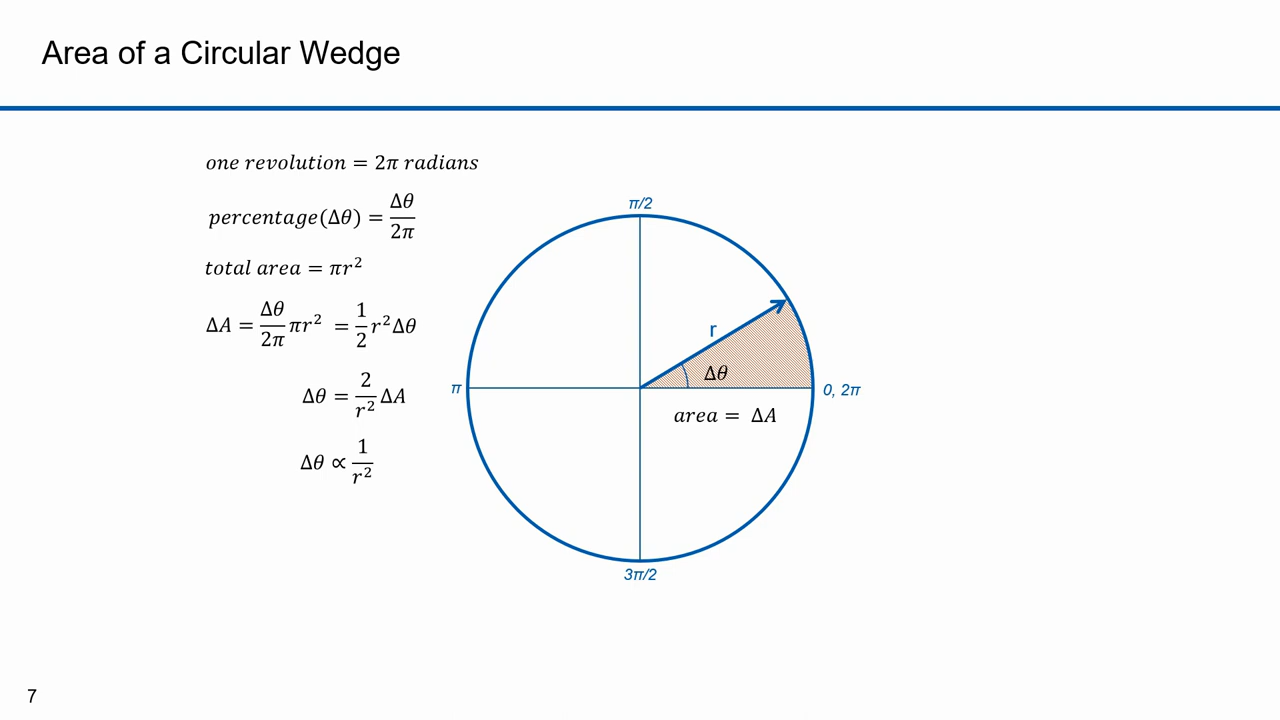 Area of a Circular Wedge
𝑜𝑛𝑒 𝑟𝑒𝑣𝑜𝑙𝑢𝑡𝑖𝑜𝑛 = 2𝜋 𝑟𝑎𝑑𝑖𝑎𝑛𝑠
𝑝𝑒𝑟𝑐𝑒𝑛𝑡𝑎𝑔𝑒(Δ𝜃) = Δ𝜃/2𝜋
𝑡𝑜𝑡𝑎𝑙 𝑎𝑟𝑒𝑎 = 𝜋𝑟²
Δ𝐴 = Δ𝜃/2𝜋 𝜋𝑟² = 1/2 𝑟²Δ𝜃
Δ𝜃 = 2/𝑟² Δ𝐴
Δ𝜃 ∝ 1/𝑟²
π/2
r
Δ𝜃
π
0, 2π
𝑎𝑟𝑒𝑎 = Δ𝐴
3π/2
7